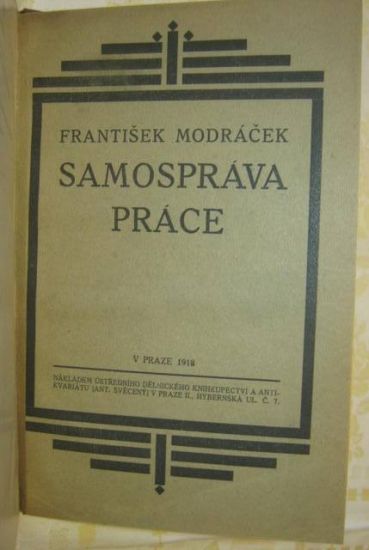 FRANTIŠEK MODRÁČEK
SAMOSPRÁVA
PRÁCE
V PRAZE 1918
NÁKLADEM ÚSTŘEDNÍHO DĚLNICKÉHO KNIHKUPECTVÍ A ANTI-
KVARIÁTU (ANT. SVĚCENÝ) V PRAZE II., HYBERNSKÁ UL. Č. 7.